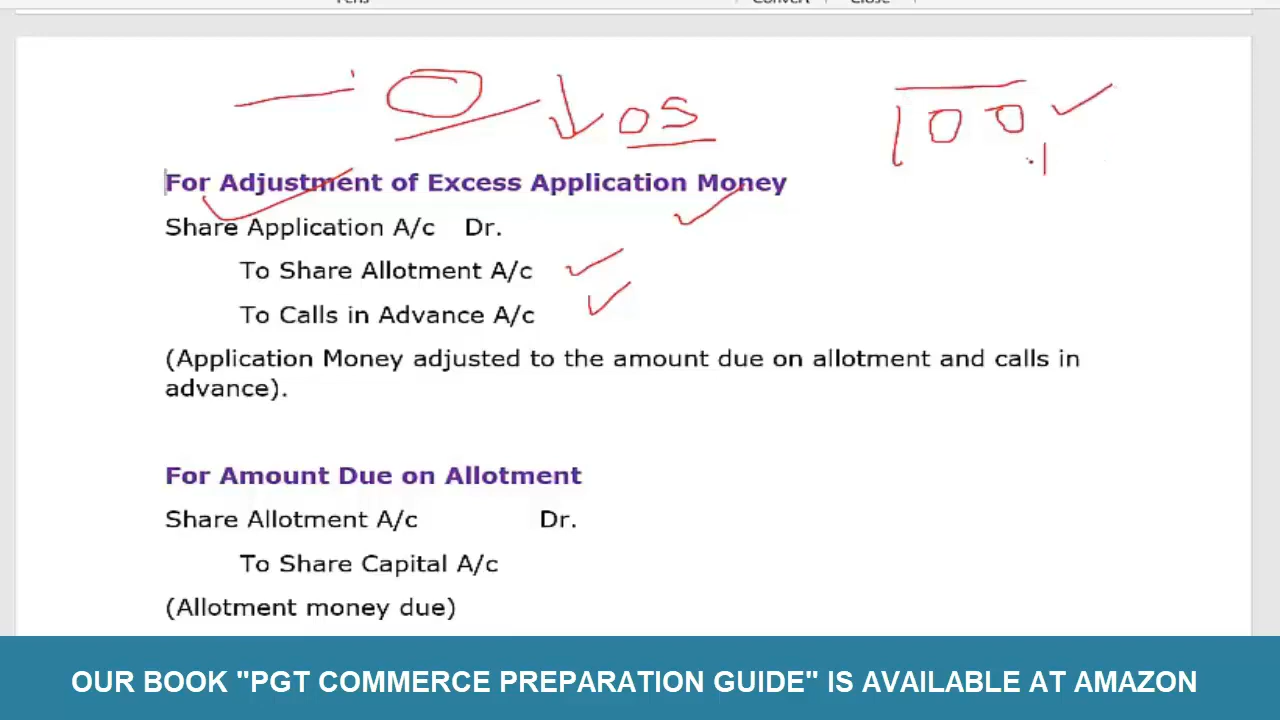 OS
100
For Adjustment of Excess Application Money
Share Application A/c Dr.
To Share Allotment A/c
To Calls in Advance A/c
(Application Money adjusted to the amount due on allotment and calls in
advance).
For Amount Due on Allotment
Share Allotment A/c Dr.
To Share Capital A/c
(Allotment money due)
OUR BOOK "PGT COMMERCE PREPARATION GUIDE" IS AVAILABLE AT AMAZON